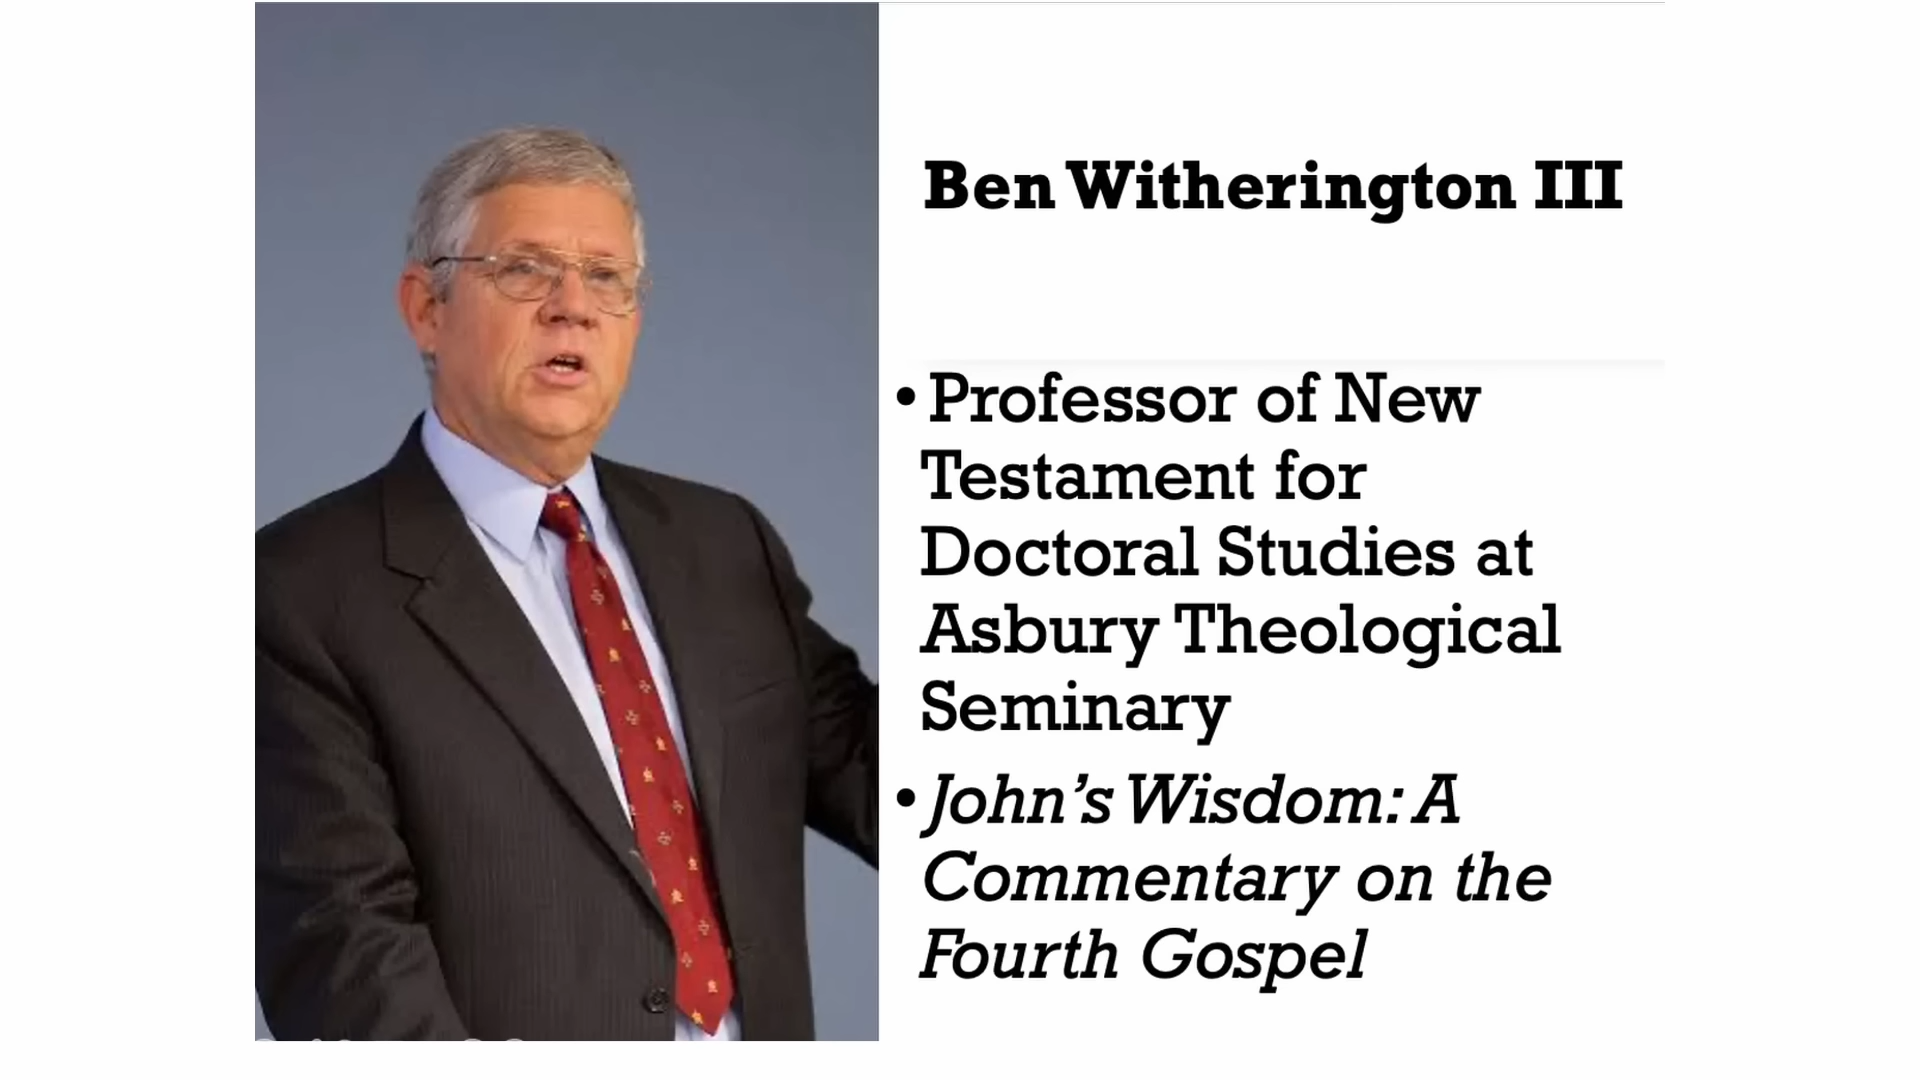 Ben Witherington III
• Professor of New
Testament for
Doctoral Studies at
Asbury Theological
Seminary
• John’s Wisdom: A
Commentary on the
Fourth Gospel